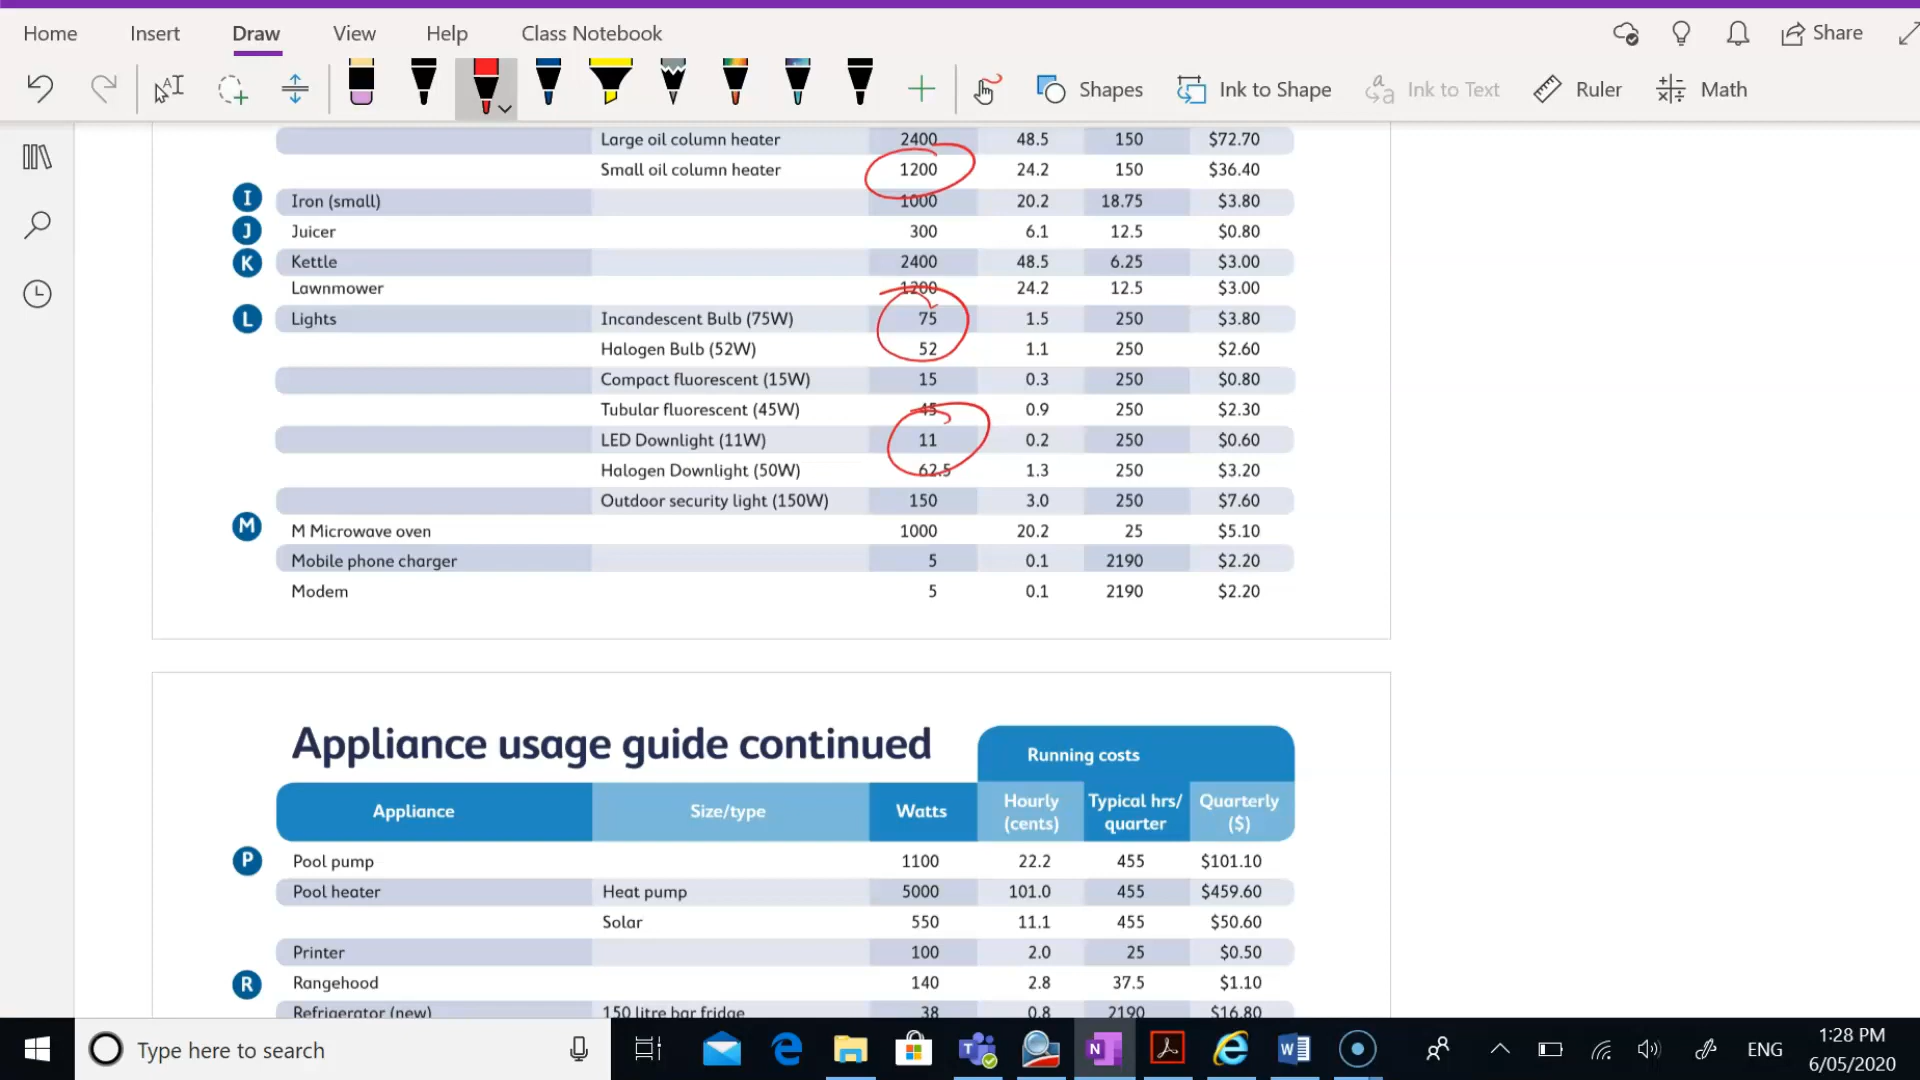 Home Insert Draw View Help Class Notebook Share
Shapes Ink to Shape Ink to Text Ruler Math
Large oil column heater 2400 48.5 150 $72.70
Small oil column heater 1200 24.2 150 $36.40
I Iron (small) 1000 20.2 18.75 $3.80
J Juicer 300 6.1 12.5 $0.80
K Kettle 2400 48.5 6.25 $3.00
Lawnmower 1200 24.2 12.5 $3.00
L Lights Incandescent Bulb (75W) 75 1.5 250 $3.80
Halogen Bulb (52W) 52 1.1 250 $2.60
Compact fluorescent (15W) 15 0.3 250 $0.80
Tubular fluorescent (45W) 45 0.9 250 $2.30
LED Downlight (11W) 11 0.2 250 $0.60
Halogen Downlight (50W) 62.5 1.3 250 $3.20
Outdoor security light (150W) 150 3.0 250 $7.60
M M Microwave oven 1000 20.2 25 $5.10
Mobile phone charger 5 0.1 2190 $2.20
Modem 5 0.1 2190 $2.20
Appliance usage guide continued
Running costs
Appliance Size/type Watts Hourly (cents) Typical hrs/ quarter Quarterly ($)
P Pool pump 1100 22.2 455 $101.10
Pool heater Heat pump 5000 101.0 455 $459.60
Solar 550 11.1 455 $50.60
Printer 100 2.0 25 $0.50
R Rangehood 140 2.8 37.5 $1.10
Refrigerator (new) 150 litre bar fridge 38 0.8 2190 $16.80
Type here to search ENG 1:28 PM
6/05/2020